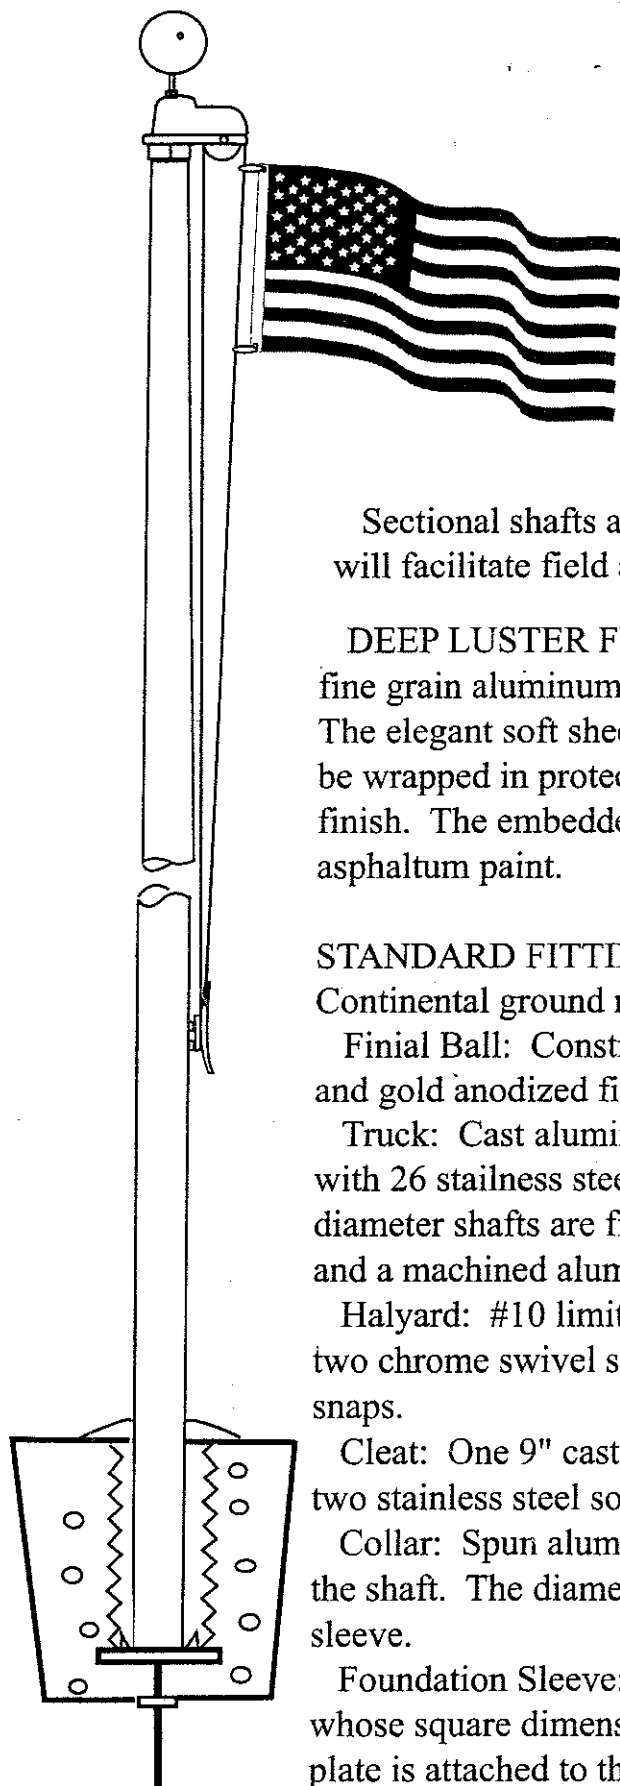 Sectional shafts a
will facilitate field a
DEEP LUSTER F
fine grain aluminum
The elegant soft shee
be wrapped in protec
finish. The embedde
asphaltum paint.
STANDARD FITTI
Continental ground r
Finial Ball: Const
and gold anodized fi
Truck: Cast alumi
with 26 stailness stee
diameter shafts are fi
and a machined alum
Halyard: #10 limit
two chrome swivel s
snaps.
Cleat: One 9" cast
two stainless steel so
Collar: Spun alum
the shaft. The diame
sleeve.
Foundation Sleeve:
whose square dimens
plate is attached to th